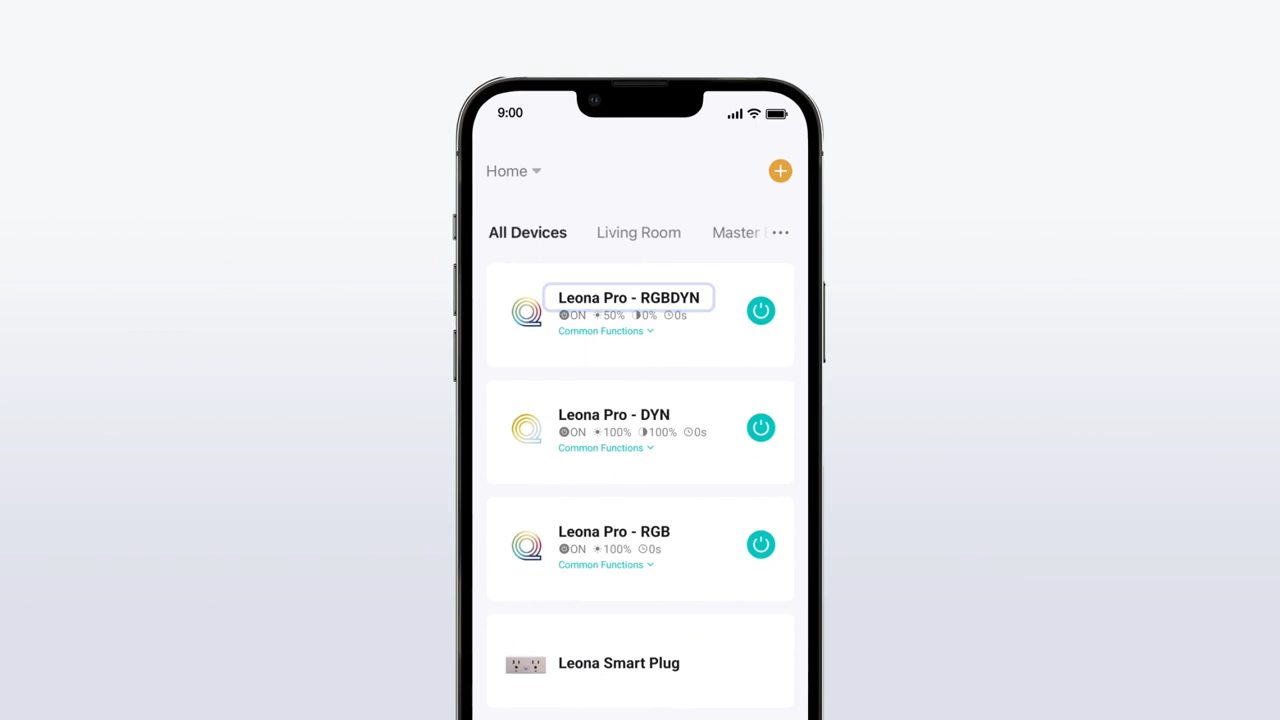 9:00
Home
All Devices Living Room Master
Leona Pro - RGBDYN
ON 50% 0% 0s
Common Functions
Leona Pro - DYN
ON 100% 100% 0s
Common Functions
Leona Pro - RGB
ON 100% 0s
Common Functions
Leona Smart Plug